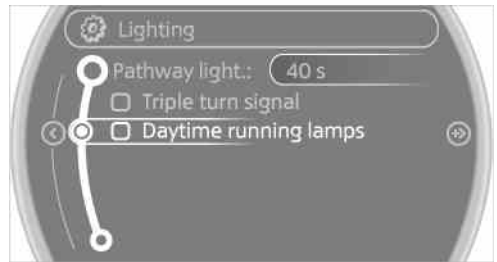 Lighting
Pathway light.: 40 s
Triple turn signal
Daytime running lamps